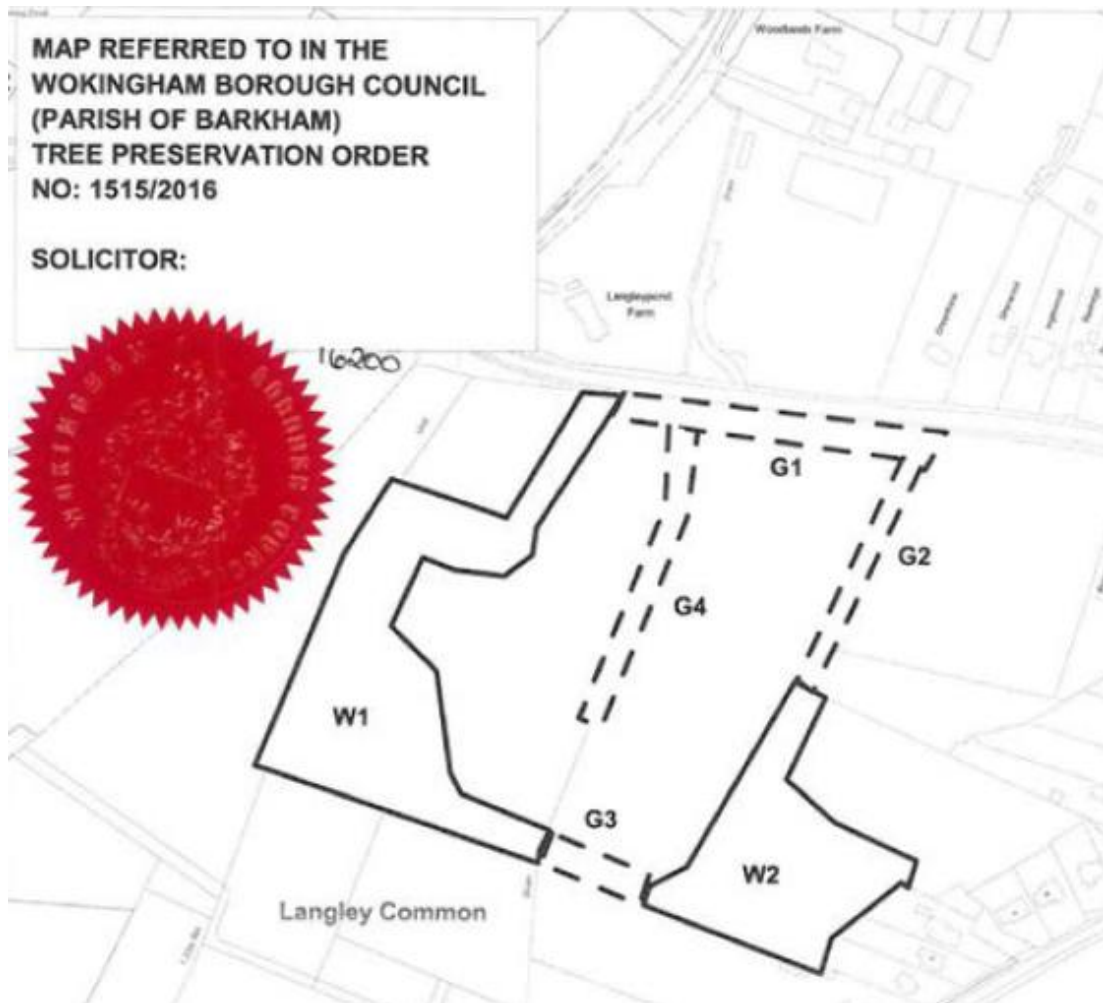 MAP REFERRED TO IN THE
WOKINGHAM BOROUGH COUNCIL
(PARISH OF BARKHAM)
TREE PRESERVATION ORDER
NO: 1515/2016
SOLICITOR:
16200
Woodlands Farm
Langleypond
Farm
G1
G2
G4
W1
G3
W2
Langley Common
Drain